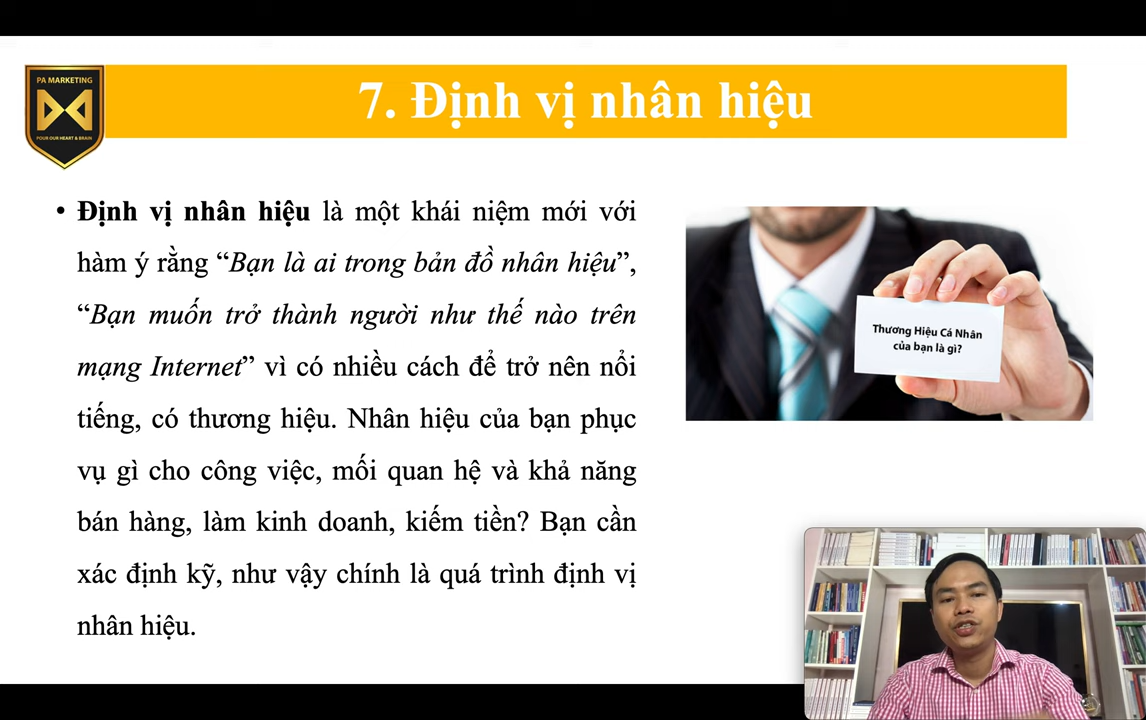 PA MARKETING
POUR OUR HEART & BRAIN
7. Định vị nhân hiệu
• Định vị nhân hiệu là một khái niệm mới với
hàm ý rằng “Bạn là ai trong bản đồ nhân hiệu”,
“Bạn muốn trở thành người như thế nào trên
mạng Internet” vì có nhiều cách để trở nên nổi
tiếng, có thương hiệu. Nhân hiệu của bạn phục
vụ gì cho công việc, mối quan hệ và khả năng
bán hàng, làm kinh doanh, kiếm tiền? Bạn cần
xác định kỹ, như vậy chính là quá trình định vị
nhân hiệu.
Thương Hiệu Cá Nhân
của bạn là gì?